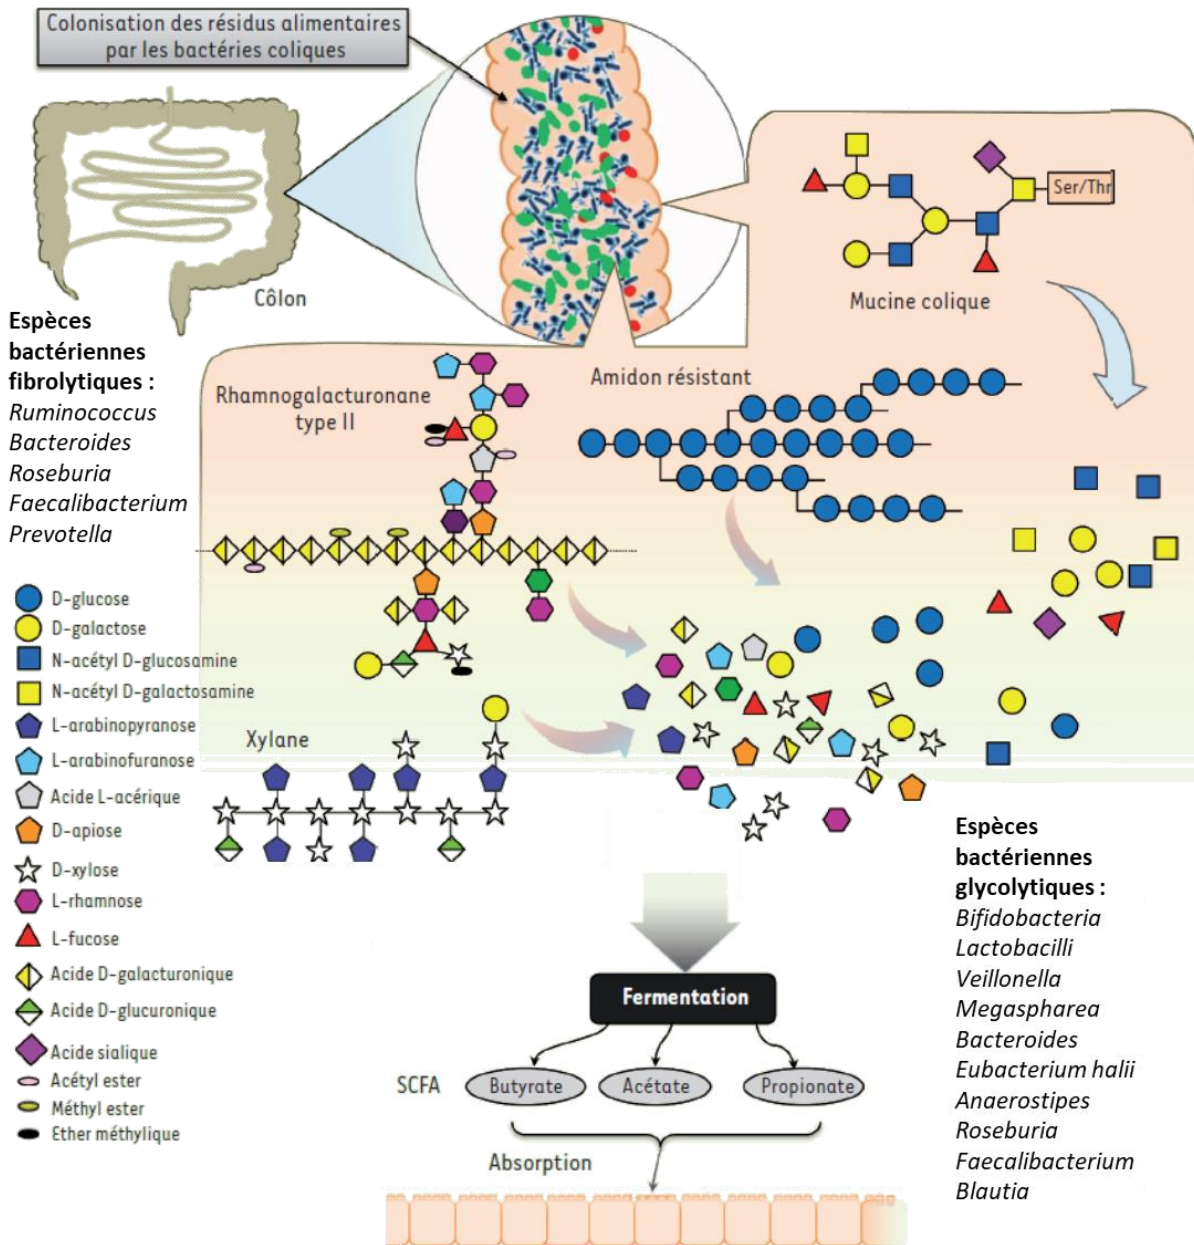 Colonisation des résidus alimentaires
par les bactéries coliques
Côlon
Ser/Thr
Mucine colique
Espèces
bactériennes
fibrolytiques :
Ruminococcus
Bacteroides
Roseburia
Faecalibacterium
Prevotella
Rhamnogalacturonane
type II
Amidon résistant
Xylane
D-glucose
D-galactose
N-acétyl D-glucosamine
N-acétyl D-galactosamine
L-arabinopyranose
L-arabinofuranose
Acide L-acérique
D-apiose
D-xylose
L-rhamnose
L-fucose
Acide D-galacturonique
Acide D-glucuronique
Acide sialique
Acétyl ester
Méthyl ester
Ether méthylique
Espèces
bactériennes
glycolytiques :
Bifidobacteria
Lactobacilli
Veillonella
Megaspharea
Bacteroides
Eubacterium halii
Anaerostipes
Roseburia
Faecalibacterium
Blautia
Fermentation
SCFA
Butyrate
Acétate
Propionate
Absorption